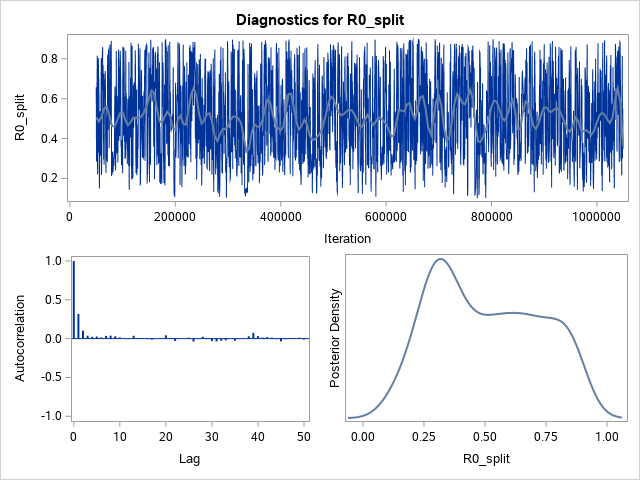 Diagnostics for R0_split
R0_split
0.8
0.6
0.4
0.2
0 200000 400000 600000 800000 1000000
Iteration
Autocorrelation
1.0
0.5
0.0
-0.5
-1.0
0 10 20 30 40 50
Lag
Posterior Density
0.00 0.25 0.50 0.75 1.00
R0_split